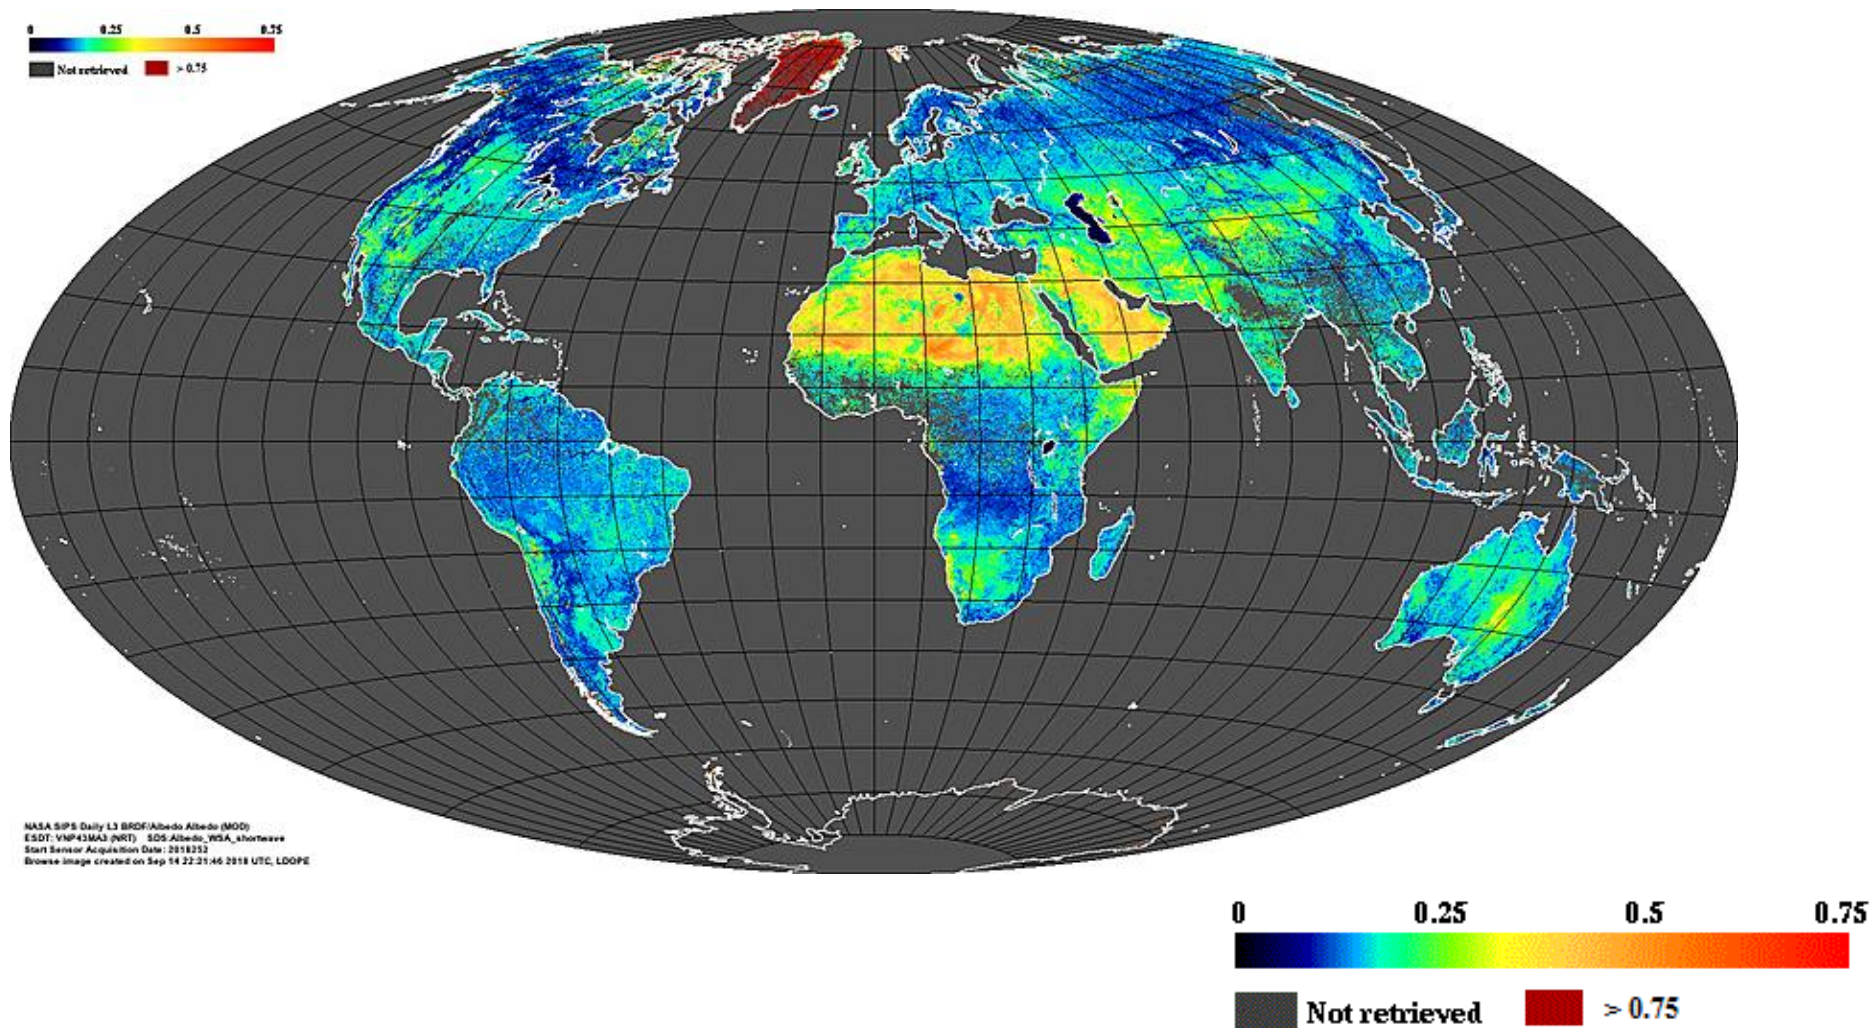 0 0.25 0.5 0.75
Not retrieved > 0.75
NASA SIPS Daily L3 BRDF/Albedo Albedo (MOD)
ESDT: VNP43MA3 (NRT) SDS:Albedo_WSA_shortwave
Start Sensor Acquisition Date: 2018252
Browse image created on Sep 14 22:21:46 2018 UTC, LDOPE
0 0.25 0.5 0.75
Not retrieved > 0.75